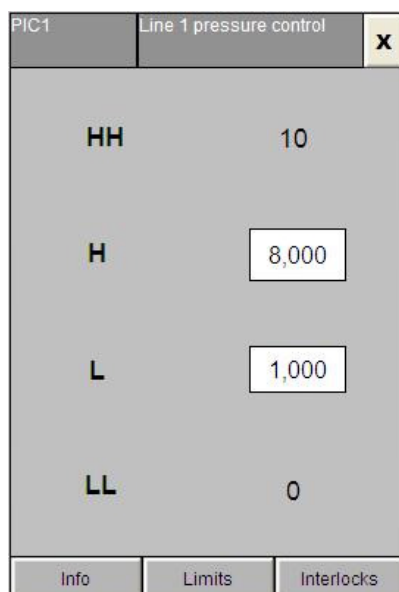 PIC1 Line 1 pressure control X
HH 10
H 8,000
L 1,000
LL 0
Info Limits Interlocks